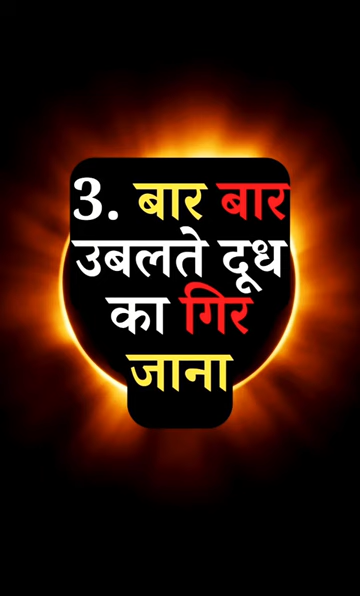 3. बार बार
उबलते दूध
का गिर
जाना